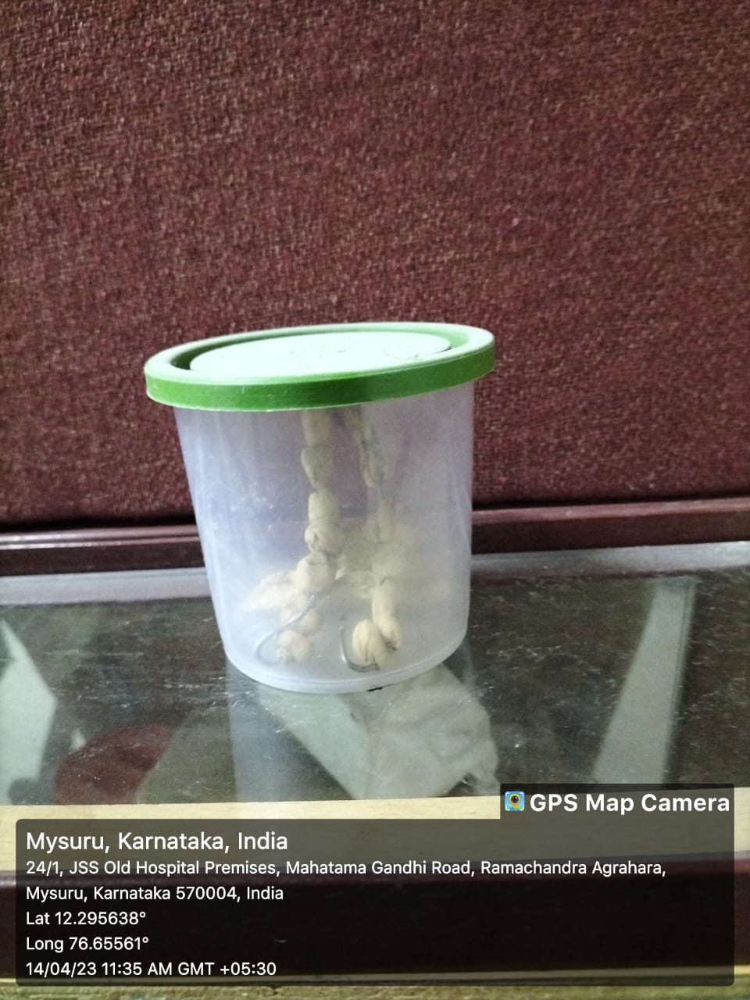 GPS Map Camera
Mysuru, Karnataka, India
24/1, JSS Old Hospital Premises, Mahatama Gandhi Road, Ramachandra Agrahara,
Mysuru, Karnataka 570004, India
Lat 12.295638°
Long 76.65561°
14/04/23 11:35 AM GMT +05:30